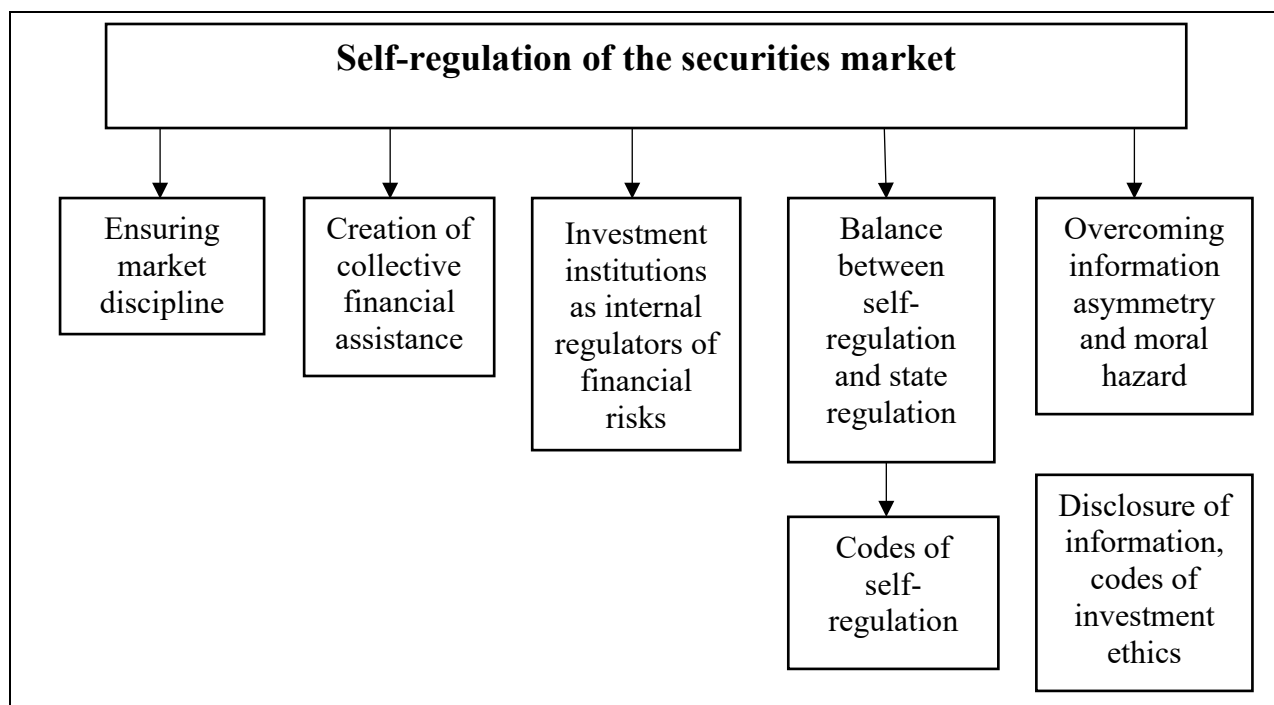 Self-regulation of the securities market
Ensuring
market
discipline
Creation of
collective
financial
assistance
Investment
institutions
as internal
regulators of
financial
risks
Balance
between
self-
regulation
and state
regulation
Overcoming
information
asymmetry
and moral
hazard
Codes of
self-
regulation
Disclosure of
information,
codes of
investment
ethics